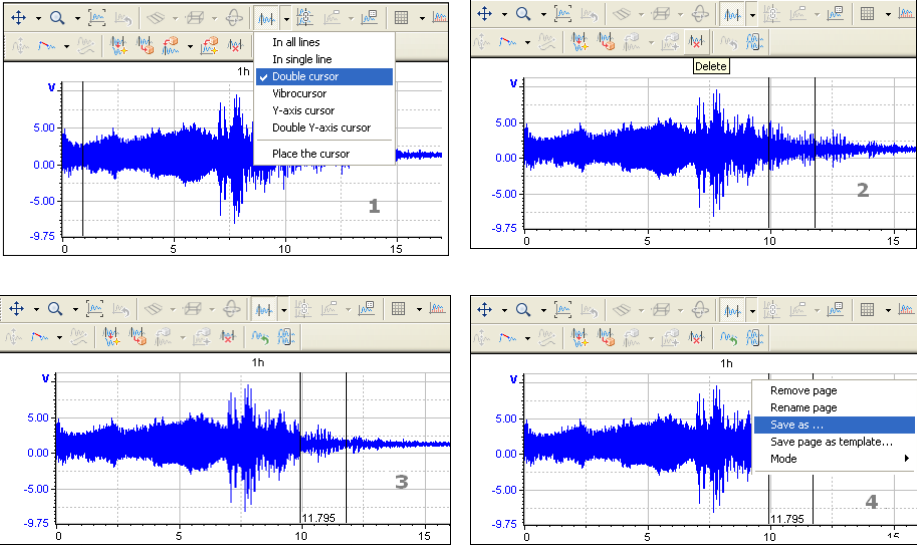 In all lines
In single line
Double cursor
Vibrocursor
Y-axis cursor
Double Y-axis cursor
Place the cursor
1h
V
5.00
0.00
-5.00
-9.75
0 5 10 15
1
Delete
V
5.00
0.00
-5.00
-9.75
0 5 10 15
2
1h
V
5.00
0.00
-5.00
-9.75
11.795
0 5 10 15
3
1h
V
5.00
0.00
-5.00
-9.75
Remove page
Rename page
Save as ...
Save page as template...
Mode
11.795
0 5 10 15
4